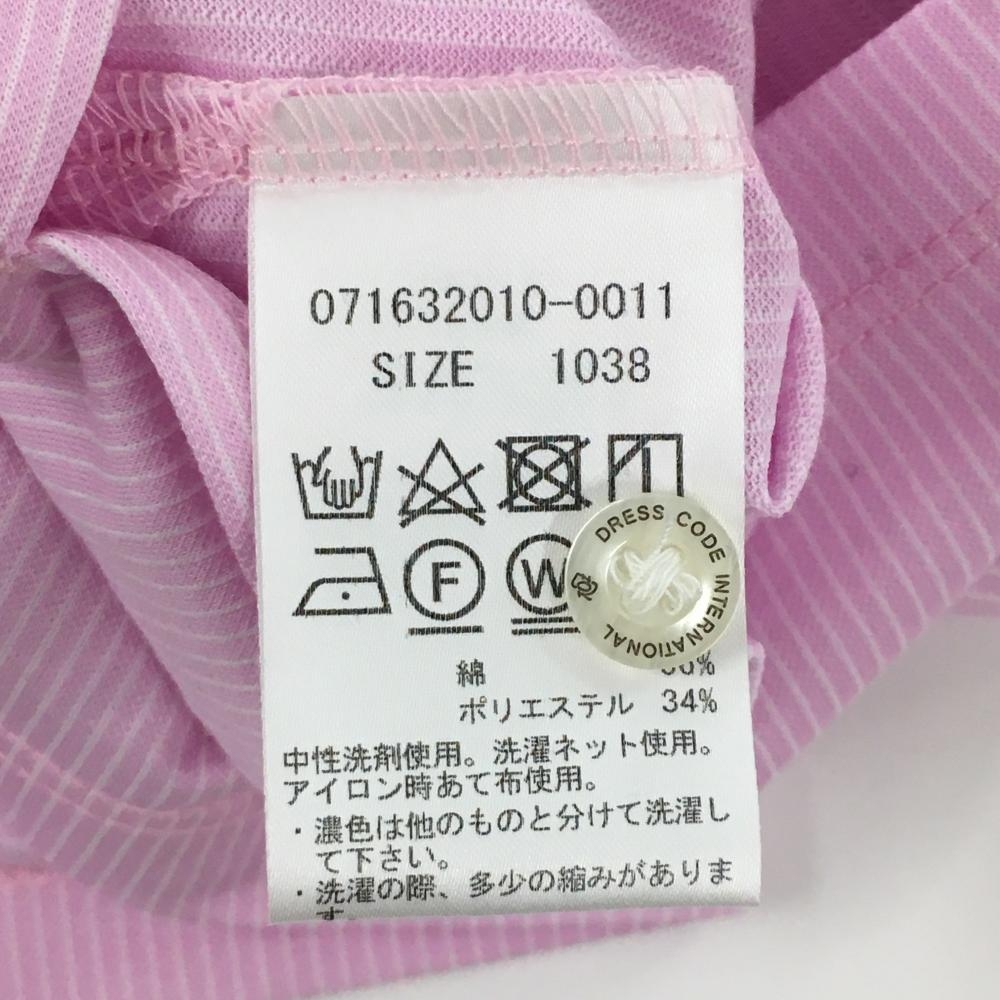 071632010-0011
SIZE 1038
F W
DRESS CODE INTERNATIONAL
綿
ポリエステル 34%
中性洗剤使用。洗濯ネット使用。
アイロン時あて布使用。
・濃色は他のものと分けて洗濯し
て下さい。
・洗濯の際、多少の縮みがありま
す。